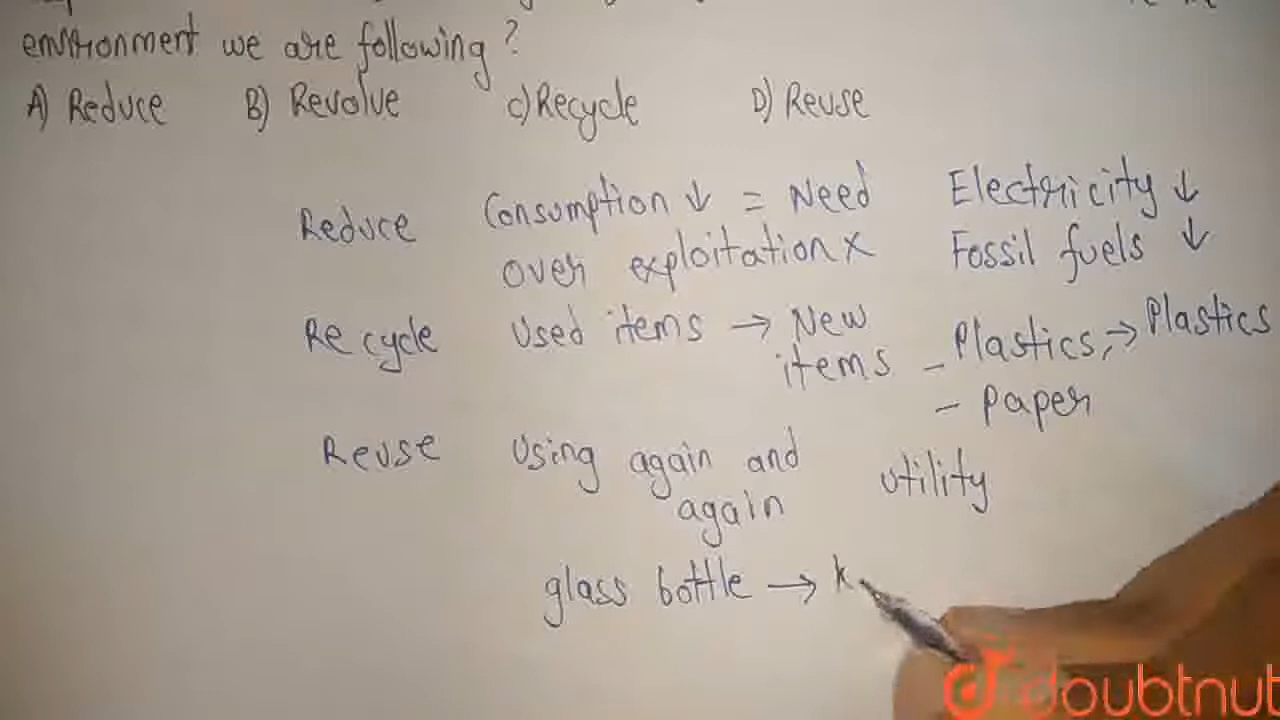 environment we are following?
A) Reduce B) Revolve C) Recycle D) Reuse
Reduce Consumption ↓ = Need Electricity ↓
over exploitation x Fossil fuels ↓
Recycle Used items → New items - Plastics, → Plastics
- Paper
Reuse Using again and again utility
glass bottle → k
doubtnut